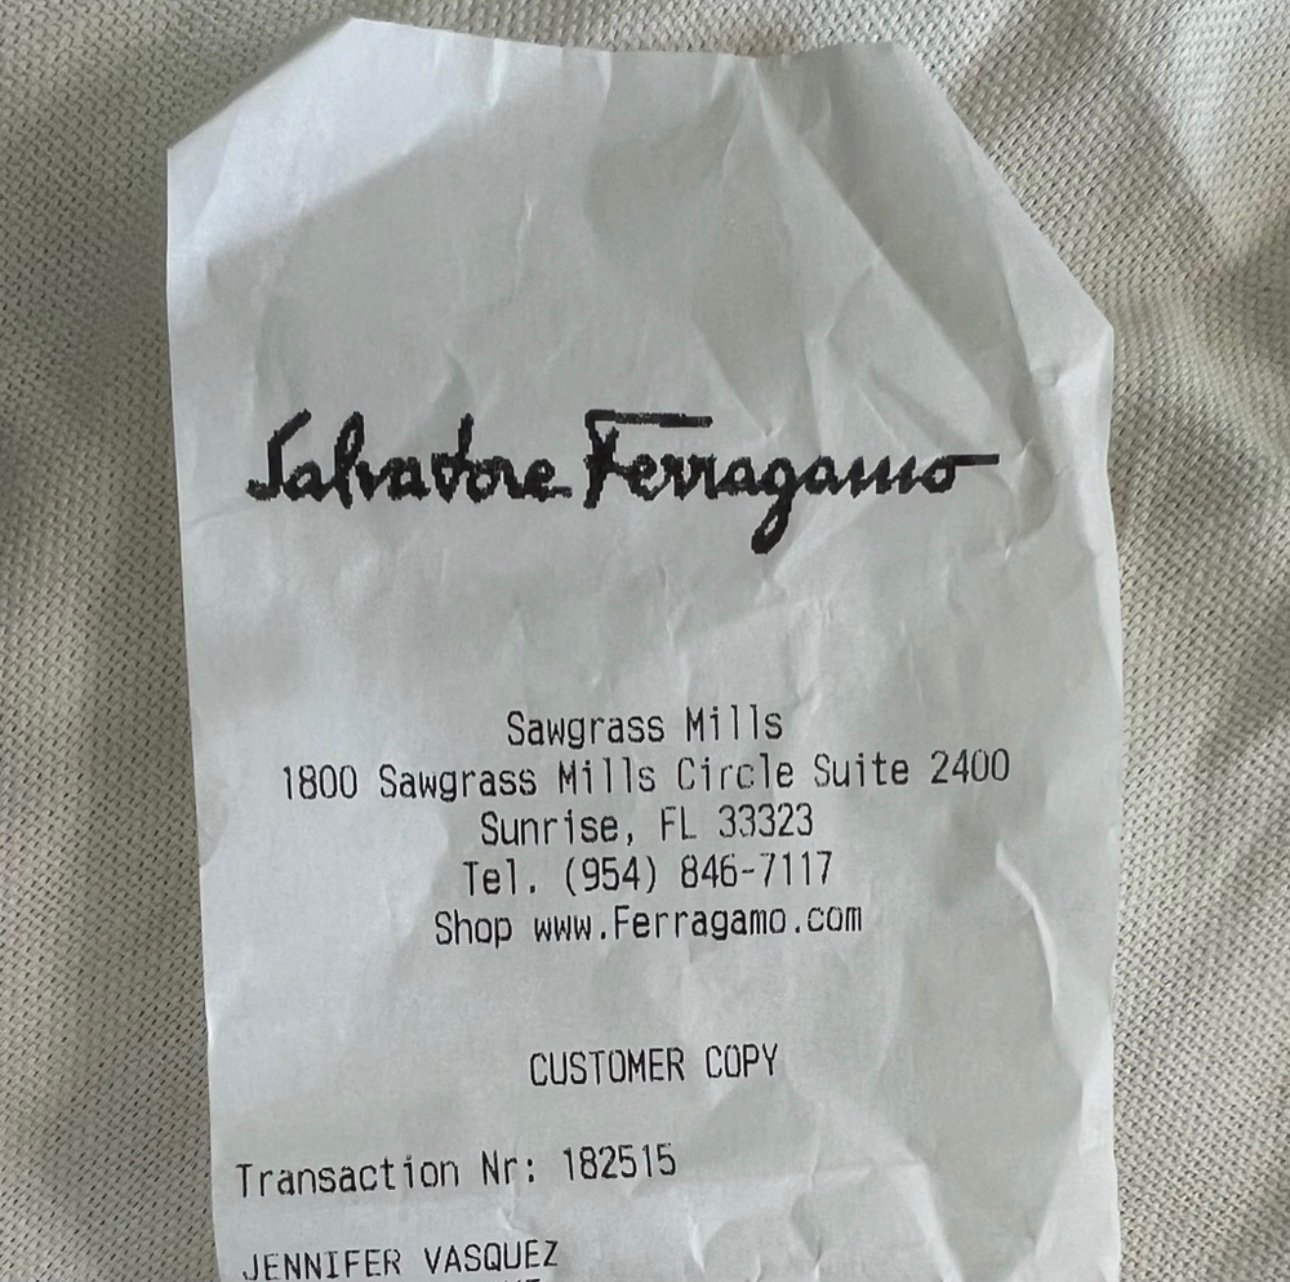 Salvatore Ferragamo
Sawgrass Mills
1800 Sawgrass Mills Circle Suite 2400
Sunrise, FL 33323
Tel. (954) 846-7117
Shop www.Ferragamo.com
CUSTOMER COPY
Transaction Nr: 182515
JENNIFER VASQUEZ